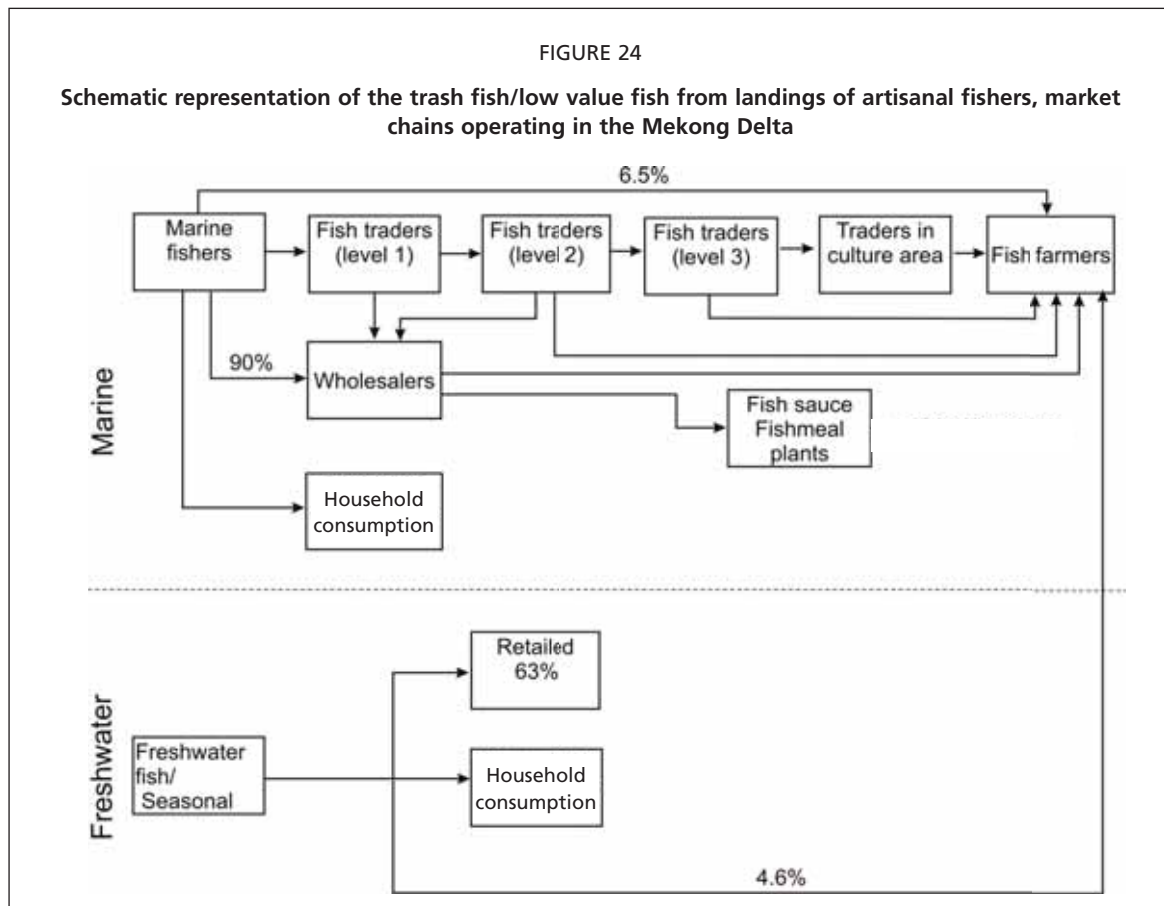 FIGURE 24
Schematic representation of the trash fish/low value fish from landings of artisanal fishers, market
chains operating in the Mekong Delta
6.5%
Marine
fishers
Fish traders
(level 1)
Fish traders
(level 2)
Fish traders
(level 3)
Traders in
culture area
Fish farmers
90%
Wholesalers
Fish sauce
Fishmeal
plants
Marine
Household
consumption
Retailed
63%
Freshwater
Freshwater
fish/
Seasonal
Household
consumption
4.6%